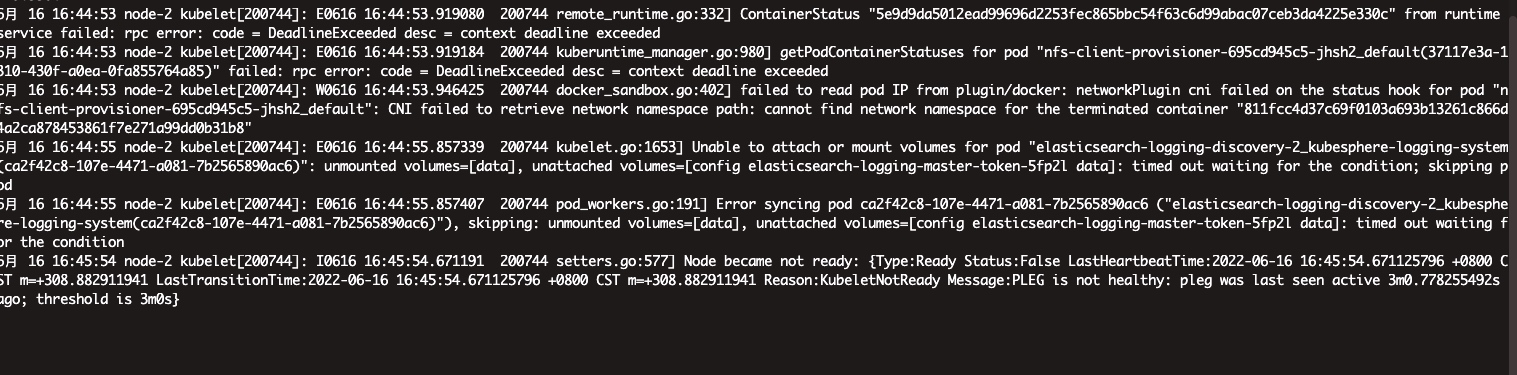 6月 16 16:44:53 node-2 kubelet[200744]: E0616 16:44:53.919080  200744 remote_runtime.go:332] ContainerStatus "5e9d9da5012ead99696d2253fec865bbc54f63c6d99abac07ceb3da4225e330c" from runtime
service failed: rpc error: code = DeadlineExceeded desc = context deadline exceeded
6月 16 16:44:53 node-2 kubelet[200744]: E0616 16:44:53.919184  200744 kuberuntime_manager.go:980] getPodContainerStatuses for pod "nfs-client-provisioner-695cd945c5-jhsh2_default(37117e3a-1
310-430f-a0ea-0fa855764a85)" failed: rpc error: code = DeadlineExceeded desc = context deadline exceeded
6月 16 16:44:53 node-2 kubelet[200744]: W0616 16:44:53.946425  200744 docker_sandbox.go:402] failed to read pod IP from plugin/docker: networkPlugin cni failed on the status hook for pod "n
fs-client-provisioner-695cd945c5-jhsh2_default": CNI failed to retrieve network namespace path: cannot find network namespace for the terminated container "811fcc4d37c69f0103a693b13261c866d
4a2ca878453861f7e271a99dd0b31b8"
6月 16 16:44:55 node-2 kubelet[200744]: E0616 16:44:55.857339  200744 kubelet.go:1653] Unable to attach or mount volumes for pod "elasticsearch-logging-discovery-2_kubesphere-logging-system
(ca2f42c8-107e-4471-a081-7b2565890ac6)": unmounted volumes=[data], unattached volumes=[config elasticsearch-logging-master-token-5fp2l data]: timed out waiting for the condition; skipping p
od
6月 16 16:44:55 node-2 kubelet[200744]: E0616 16:44:55.857407  200744 pod_workers.go:191] Error syncing pod ca2f42c8-107e-4471-a081-7b2565890ac6 ("elasticsearch-logging-discovery-2_kubesphe
re-logging-system(ca2f42c8-107e-4471-a081-7b2565890ac6)"), skipping: unmounted volumes=[data], unattached volumes=[config elasticsearch-logging-master-token-5fp2l data]: timed out waiting f
or the condition
6月 16 16:45:54 node-2 kubelet[200744]: I0616 16:45:54.671191  200744 setters.go:577] Node became not ready: {Type:Ready Status:False LastHeartbeatTime:2022-06-16 16:45:54.671125796 +0800 C
ST m=+308.882911941 LastTransitionTime:2022-06-16 16:45:54.671125796 +0800 CST m=+308.882911941 Reason:KubeletNotReady Message:PLEG is not healthy: pleg was last seen active 3m0.778255492s
ago; threshold is 3m0s}